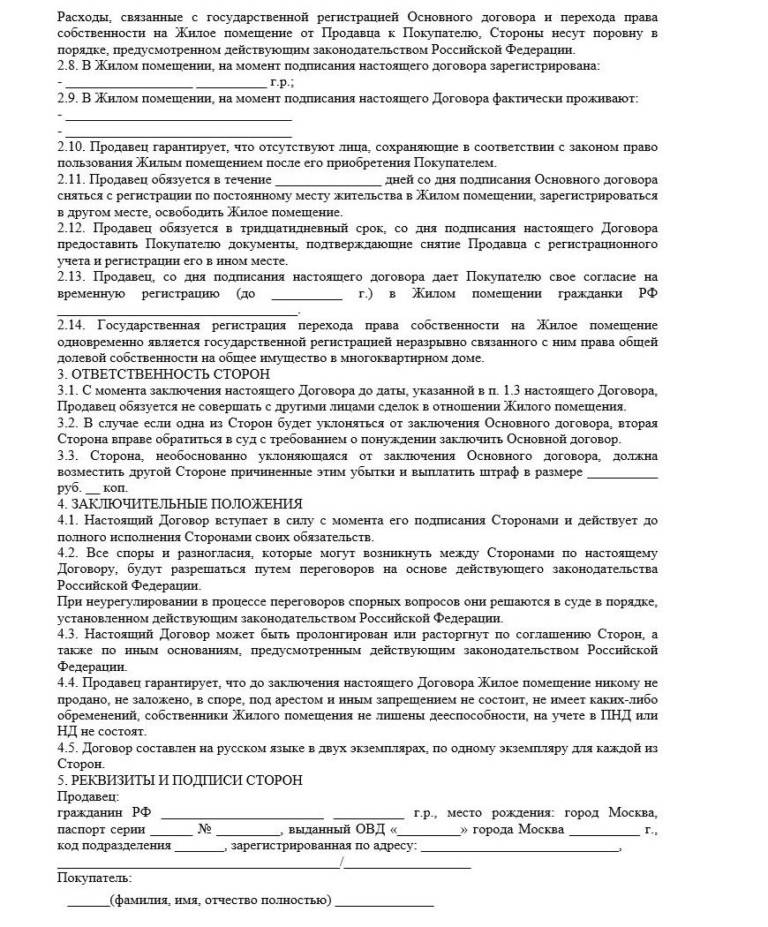 Расходы, связанные с государственной регистрацией Основного договора и перехода права
собственности на Жилое помещение от Продавца к Покупателю, Стороны несут поровну в
порядке, предусмотренном действующим законодательством Российской Федерации.
2.8. В Жилом помещении, на момент подписания настоящего договора зарегистрирована:
- __________________ __________ г.р.;
2.9. В Жилом помещении, на момент подписания настоящего Договора фактически проживают:
- ________________________________
- ________________________________
2.10. Продавец гарантирует, что отсутствуют лица, сохраняющие в соответствии с законом право
пользования Жилым помещением после его приобретения Покупателем.
2.11. Продавец обязуется в течение _______________ дней со дня подписания Основного договора
сняться с регистрации по постоянному месту жительства в Жилом помещении, зарегистрироваться
в другом месте, освободить Жилое помещение.
2.12. Продавец обязуется в тридцатидневный срок, со дня подписания настоящего Договора
предоставить Покупателю документы, подтверждающие снятие Продавца с регистрационного
учета и регистрации его в ином месте.
2.13. Продавец, со дня подписания настоящего договора дает Покупателю свое согласие на
временную регистрацию (до __________ г.) в Жилом помещении гражданки РФ
__________________________________.
2.14. Государственная регистрация перехода права собственности на Жилое помещение
одновременно является государственной регистрацией неразрывно связанного с ним права общей
долевой собственности на общее имущество в многоквартирном доме.
3. ОТВЕТСТВЕННОСТЬ СТОРОН
3.1. С момента заключения настоящего Договора до даты, указанной в п. 1.3 настоящего Договора,
Продавец обязуется не совершать с другими лицами сделок в отношении Жилого помещения.
3.2. В случае если одна из Сторон будет уклоняться от заключения Основного договора, вторая
Сторона вправе обратиться в суд с требованием о понуждении заключить Основной договор.
3.3. Сторона, необоснованно уклоняющаяся от заключения Основного договора, должна
возместить другой Стороне причиненные этим убытки и выплатить штраф в размере __________
руб. __ коп.
4. ЗАКЛЮЧИТЕЛЬНЫЕ ПОЛОЖЕНИЯ
4.1. Настоящий Договор вступает в силу с момента его подписания Сторонами и действует до
полного исполнения Сторонами своих обязательств.
4.2. Все споры и разногласия, которые могут возникнуть между Сторонами по настоящему
Договору, будут разрешаться путем переговоров на основе действующего законодательства
Российской Федерации.
При неурегулировании в процессе переговоров спорных вопросов они решаются в суде в порядке,
установленном действующим законодательством Российской Федерации.
4.3. Настоящий Договор может быть пролонгирован или расторгнут по соглашению Сторон, а
также по иным основаниям, предусмотренным действующим законодательством Российской
Федерации.
4.4. Продавец гарантирует, что до заключения настоящего Договора Жилое помещение никому не
продано, не заложено, в споре, под арестом и иным запрещением не состоит, не имеет каких-либо
обременений, собственники Жилого помещения не лишены дееспособности, на учете в ПНД или
НД не состоят.
4.5. Договор составлен на русском языке в двух экземплярах, по одному экземпляру для каждой из
Сторон.
5. РЕКВИЗИТЫ И ПОДПИСИ СТОРОН
Продавец:
гражданин РФ _______________________ __________ г.р., место рождения: город Москва,
паспорт серии ______ № _________, выданный ОВД «_________» города Москва __________ г.,
код подразделения _______, зарегистрированная по адресу: ____________________________,
________________________________________/__________________
Покупатель:
______(фамилия, имя, отчество полностью) ______________